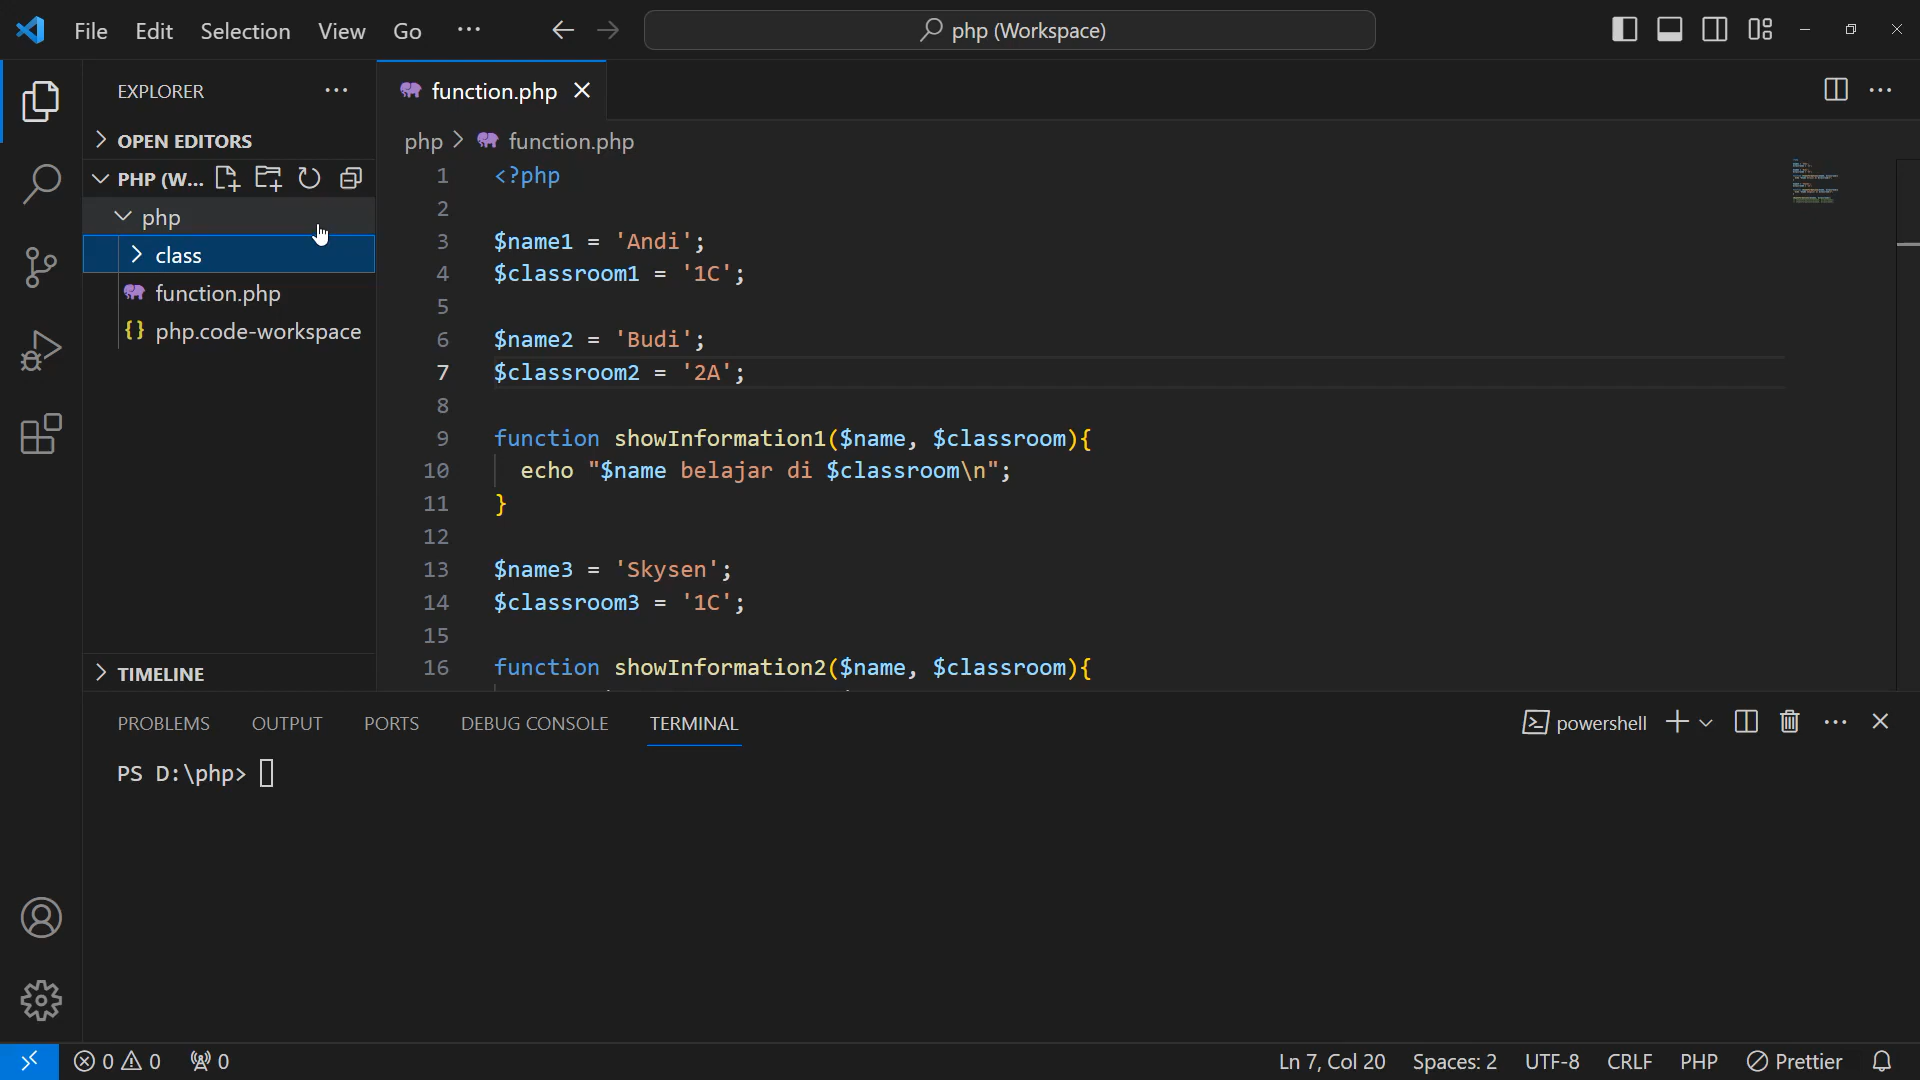 File Edit Selection View Go ··· php (Workspace)
EXPLORER ···
OPEN EDITORS
PHP (W...
php
class
function.php
php.code-workspace
TIMELINE
function.php
php > function.php
1 <?php
2
3 $name1 = 'Andi';
4 $classroom1 = '1C';
5
6 $name2 = 'Budi';
7 $classroom2 = '2A';
8
9 function showInformation1($name, $classroom){
10 echo "$name belajar di $classroom\n";
11 }
12
13 $name3 = 'Skysen';
14 $classroom3 = '1C';
15
16 function showInformation2($name, $classroom){
PROBLEMS OUTPUT PORTS DEBUG CONSOLE TERMINAL powershell
PS D:\php>
0 0 0 Ln 7, Col 20 Spaces: 2 UTF-8 CRLF PHP Prettier